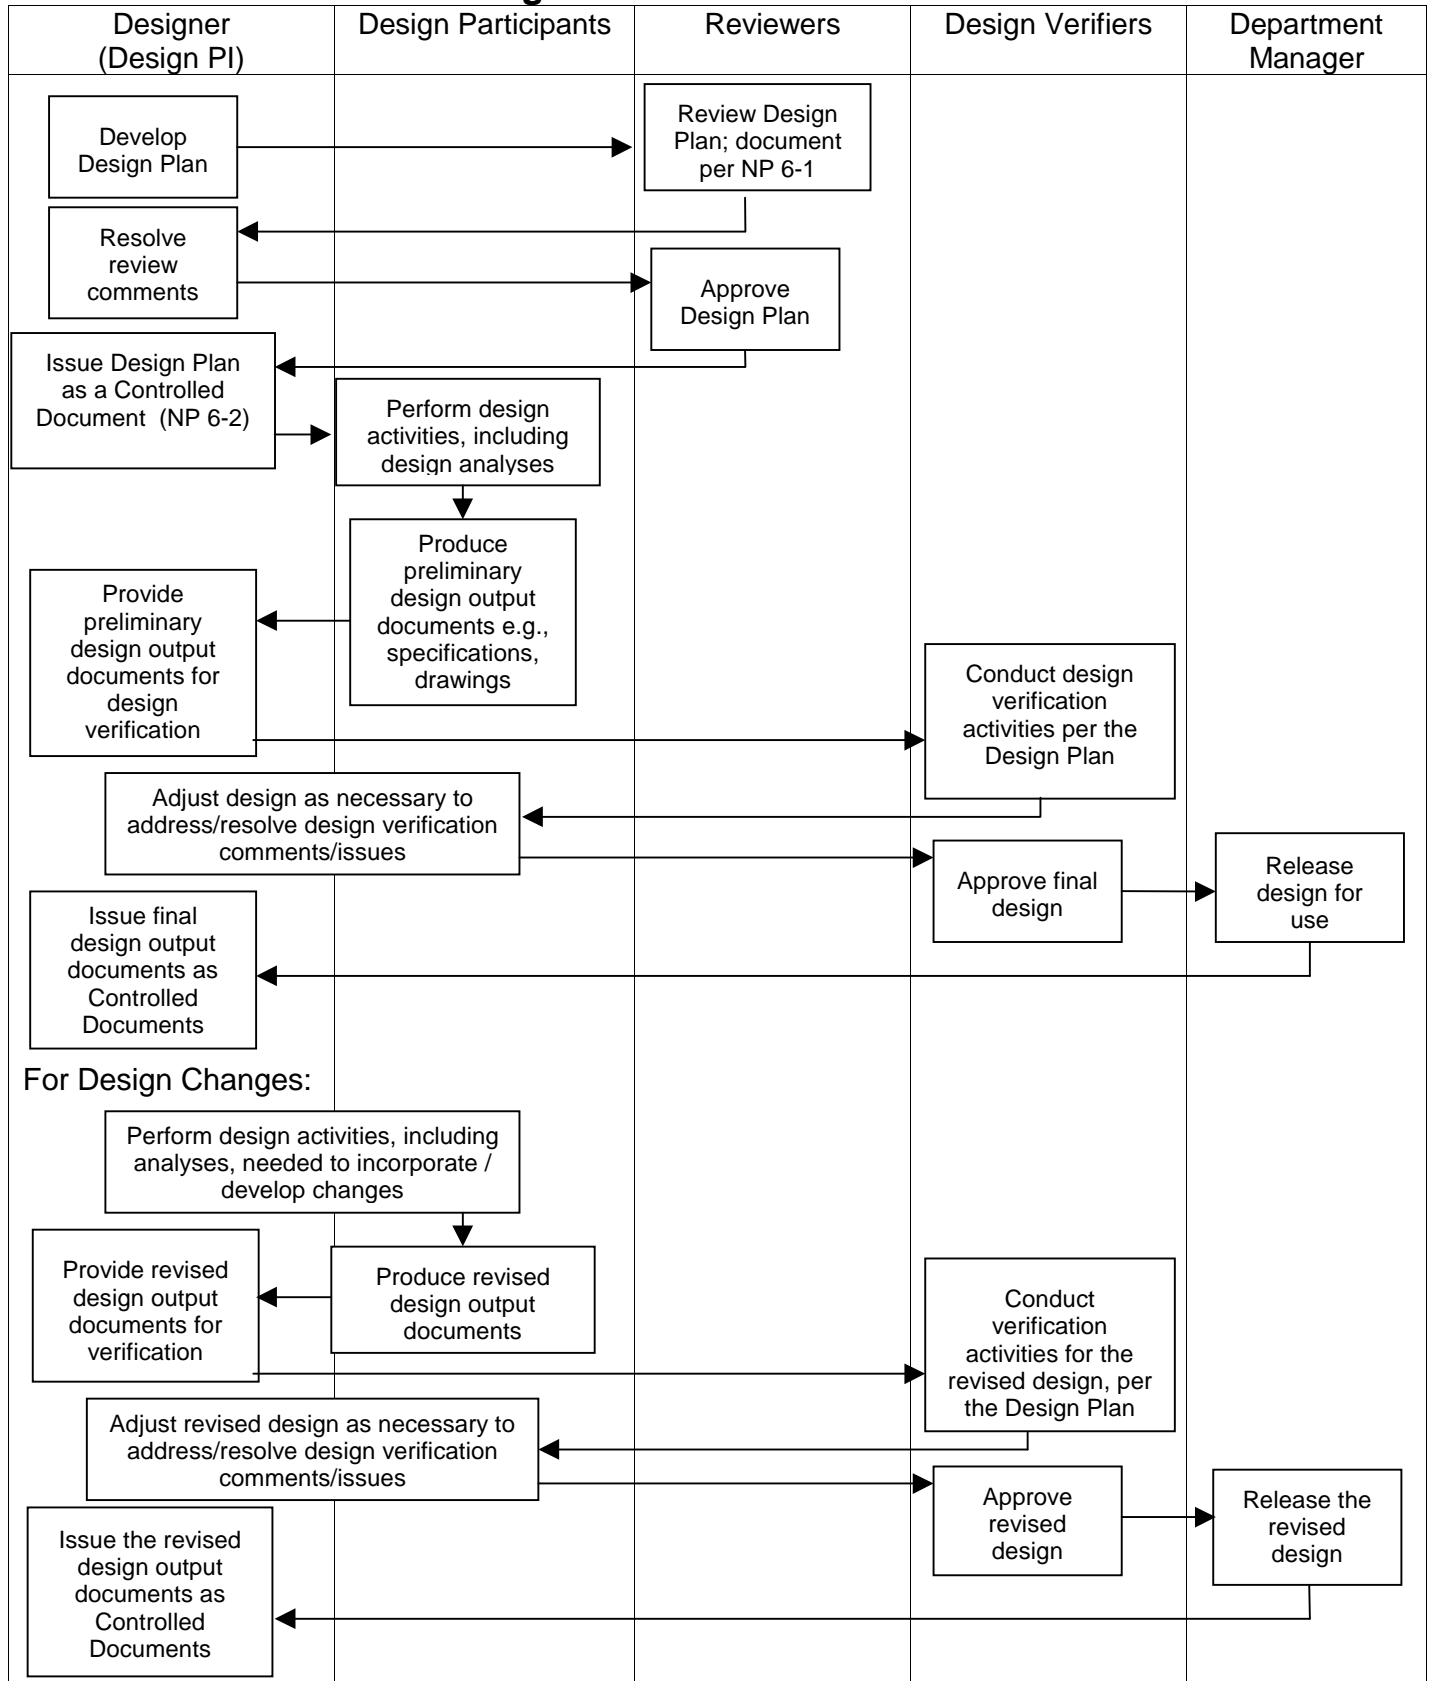 Designer
(Design PI)
Design Participants
Reviewers
Design Verifiers
Department
Manager
Develop
Design Plan
Review Design
Plan; document
per NP 6-1
Resolve
review
comments
Approve
Design Plan
Issue Design Plan
as a Controlled
Document (NP 6-2)
Perform design
activities, including
design analyses
Produce
preliminary
design output
documents e.g.,
specifications,
drawings
Provide
preliminary
design output
documents for
design
verification
Conduct design
verification
activities per the
Design Plan
Adjust design as necessary to
address/resolve design verification
comments/issues
Approve final
design
Release
design for
use
Issue final
design output
documents as
Controlled
Documents
For Design Changes:
Perform design activities, including
analyses, needed to incorporate /
develop changes
Produce revised
design output
documents
Provide revised
design output
documents for
verification
Conduct
verification
activities for the
revised design, per
the Design Plan
Adjust revised design as necessary to
address/resolve design verification
comments/issues
Approve
revised
design
Release the
revised
design
Issue the revised
design output
documents as
Controlled
Documents